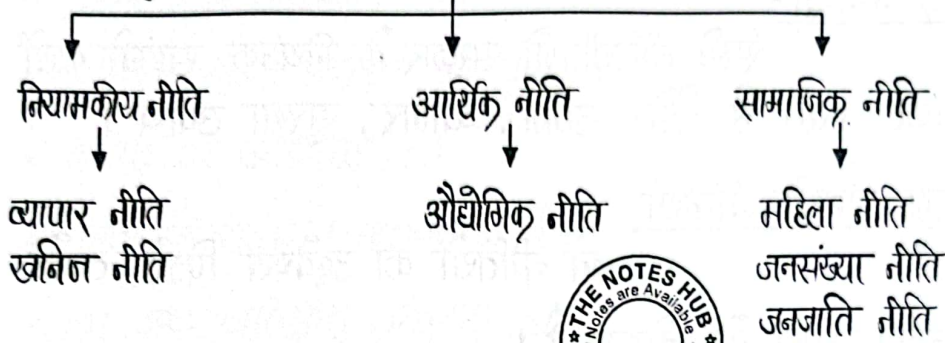 नियामकीय नीति
आर्थिक नीति
सामाजिक नीति
व्यापार नीति
खनिज नीति
औद्योगिक नीति
महिला नीति
जनसंख्या नीति
जनजाति नीति
THE NOTES HUB
Notes are Available